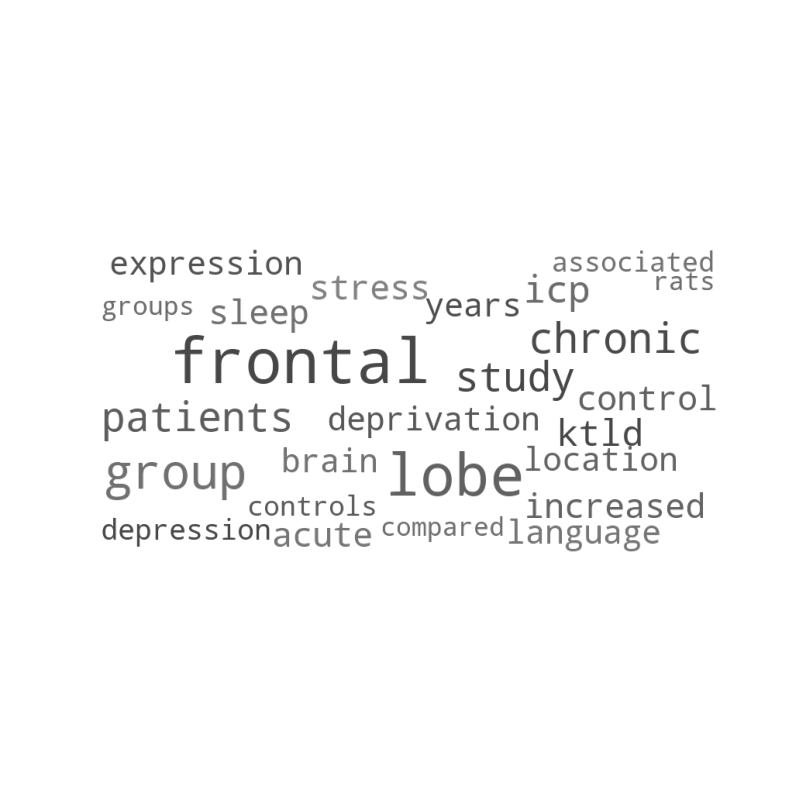 expression associated
groups sleep stress years icp rats
frontal study chronic
patients deprivation ktld control
group brain lobe location
controls increased
depression acute compared language